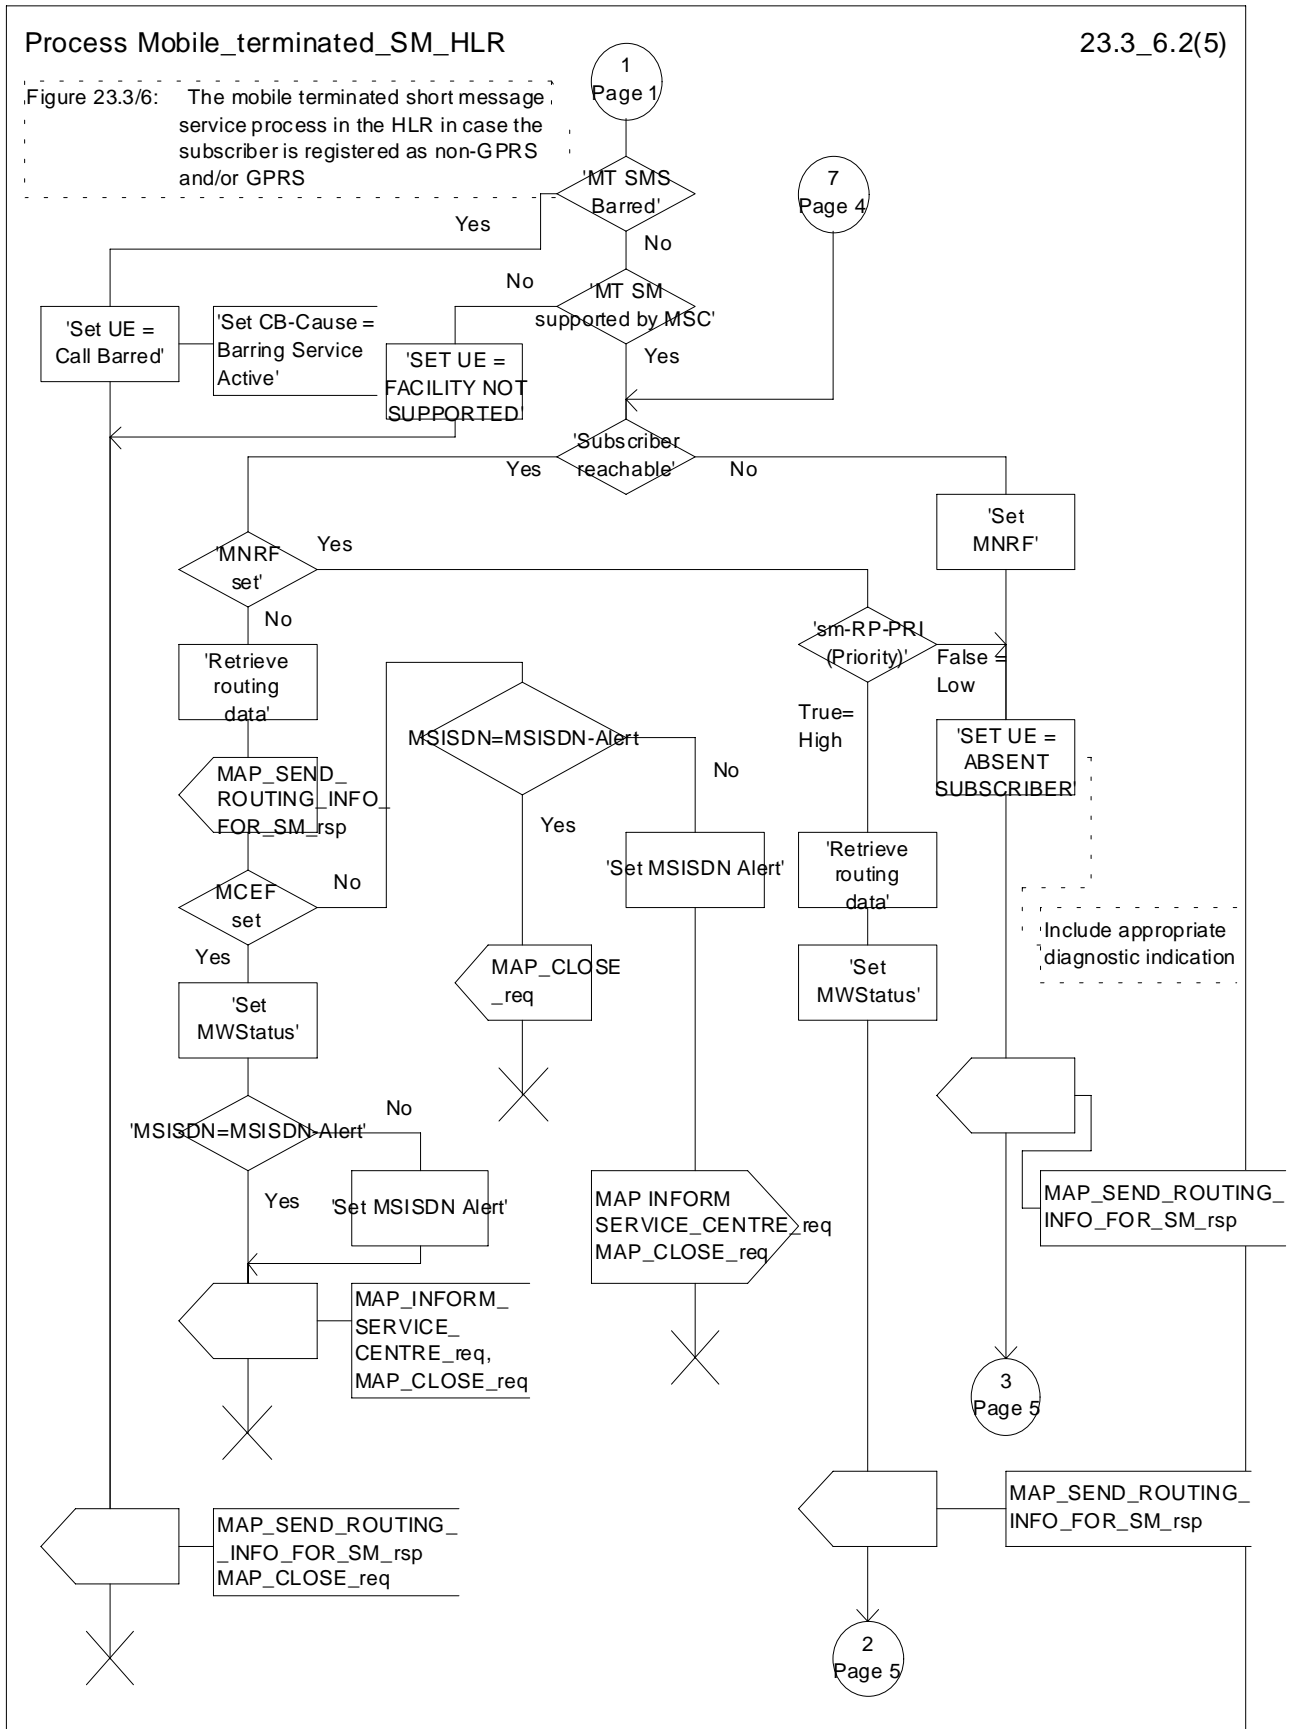 Process Mobile_terminated_SM_HLR
23.3_6.2(5)
Figure 23.3/6: The mobile terminated short message
service process in the HLR in case the
subscriber is registered as non-GPRS
and/or GPRS
1
Page 1
'MT SMS
Barred'
7
Page 4
Yes
No
No
'MT SM
supported by MSC'
'Set UE =
Call Barred'
'Set CB-Cause =
Barring Service
Active'
'SET UE =
FACILITY NOT
SUPPORTED'
Yes
'Subscriber
reachable'
Yes
No
'Set
MNRF'
'MNRF
set'
Yes
No
'sm-RP-PRI
(Priority)'
False =
Low
True=
High
'Retrieve
routing
data'
MSISDN=MSISDN-Alert
No
Yes
'SET UE =
ABSENT
SUBSCRIBER'
MAP_SEND_
ROUTING_INFO_
FOR_SM_rsp
'Set MSISDN Alert'
'Retrieve
routing
data'
MCEF
set
No
Yes
Include appropriate
diagnostic indication
MAP_CLOSE
_req
'Set
MWStatus'
'Set
MWStatus'
'MSISDN=MSISDN-Alert'
No
Yes
'Set MSISDN Alert'
MAP INFORM
SERVICE_CENTRE_req
MAP_CLOSE_req
MAP_SEND_ROUTING_
INFO_FOR_SM_rsp
MAP_INFORM_
SERVICE_
CENTRE_req,
MAP_CLOSE_req
3
Page 5
MAP_SEND_ROUTING_
INFO_FOR_SM_rsp
MAP_SEND_ROUTING_
_INFO_FOR_SM_rsp
MAP_CLOSE_req
2
Page 5